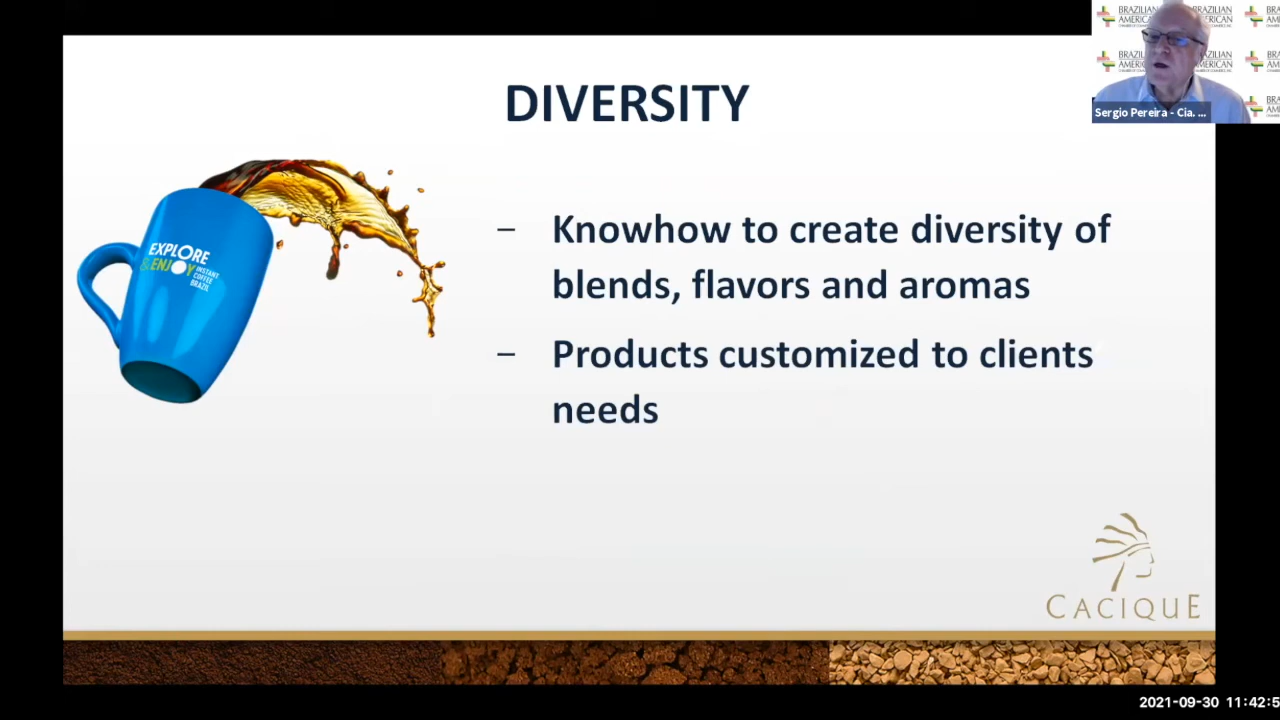 DIVERSITY
EXPLORE
& ENJOY INSTANT
COFFEE
BRAZIL
– Knowhow to create diversity of
blends, flavors and aromas
– Products customized to clients
needs
CACIQUE
BRAZILIAN
AMERICAN
Sergio Pereira - Cia. ...
2021-09-30 11:42:5